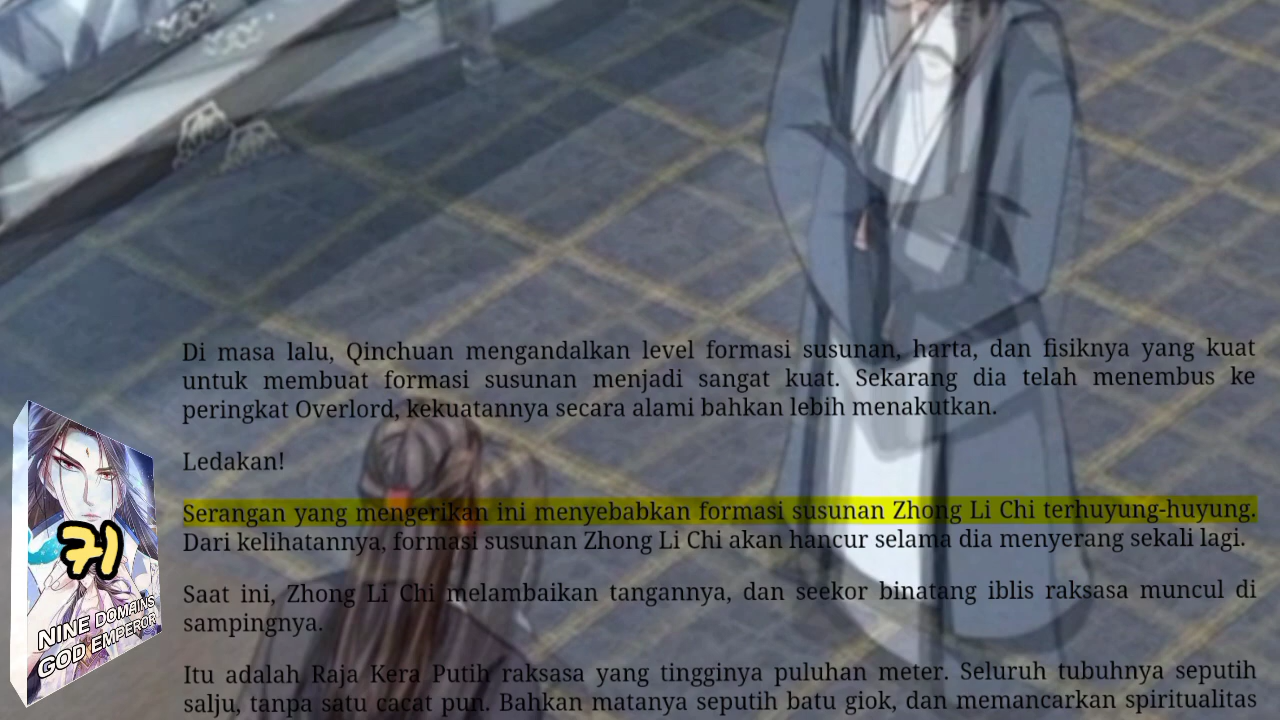 Di masa lalu, Qinchuan mengandalkan level formasi susunan, harta, dan fisiknya yang kuat
untuk membuat formasi susunan menjadi sangat kuat. Sekarang dia telah menembus ke
peringkat Overlord, kekuatannya secara alami bahkan lebih menakutkan.
Ledakan!
Serangan yang mengerikan ini menyebabkan formasi susunan Zhong Li Chi terhuyung-huyung.
Dari kelihatannya, formasi susunan Zhong Li Chi akan hancur selama dia menyerang sekali lagi.
Saat ini, Zhong Li Chi melambaikan tangannya, dan seekor binatang iblis raksasa muncul di
sampingnya.
Itu adalah Raja Kera Putih raksasa yang tingginya puluhan meter. Seluruh tubuhnya seputih
salju, tanpa satu cacat pun. Bahkan matanya seputih batu giok, dan memancarkan spiritualitas
71
NINE DOMAINS
GOD EMPEROR